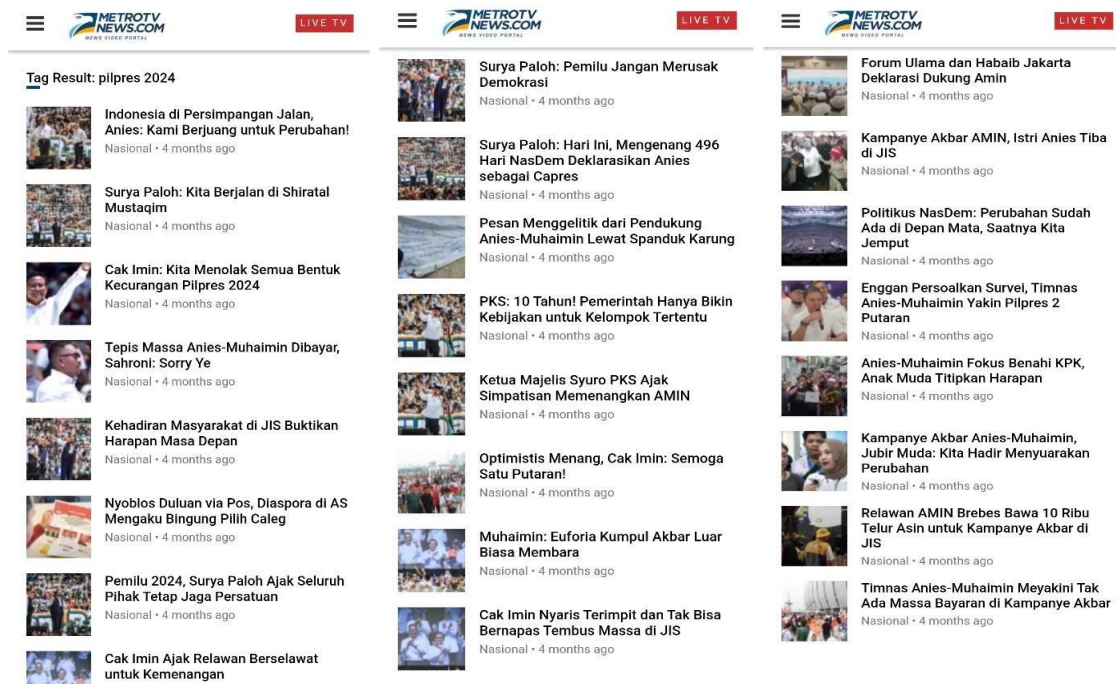 METROTV
NEWS.COM
NEWS VIDEO PORTAL
LIVE TV
Tag Result: pilpres 2024
Indonesia di Persimpangan Jalan,
Anies: Kami Berjuang untuk Perubahan!
Nasional • 4 months ago
Surya Paloh: Kita Berjalan di Shiratal
Mustaqim
Nasional • 4 months ago
Cak Imin: Kita Menolak Semua Bentuk
Kecurangan Pilpres 2024
Nasional • 4 months ago
Tepis Massa Anies-Muhaimin Dibayar,
Sahroni: Sorry Ye
Nasional • 4 months ago
Kehadiran Masyarakat di JIS Buktikan
Harapan Masa Depan
Nasional • 4 months ago
Nyoblos Duluan via Pos, Diaspora di AS
Mengaku Bingung Pilih Caleg
Nasional • 4 months ago
Pemilu 2024, Surya Paloh Ajak Seluruh
Pihak Tetap Jaga Persatuan
Nasional • 4 months ago
Cak Imin Ajak Relawan Berselawat
untuk Kemenangan
METROTV
NEWS.COM
NEWS VIDEO PORTAL
LIVE TV
Surya Paloh: Pemilu Jangan Merusak
Demokrasi
Nasional • 4 months ago
Surya Paloh: Hari Ini, Mengenang 496
Hari NasDem Deklarasikan Anies
sebagai Capres
Nasional • 4 months ago
Pesan Menggelitik dari Pendukung
Anies-Muhaimin Lewat Spanduk Karung
Nasional • 4 months ago
PKS: 10 Tahun! Pemerintah Hanya Bikin
Kebijakan untuk Kelompok Tertentu
Nasional • 4 months ago
Ketua Majelis Syuro PKS Ajak
Simpatisan Memenangkan AMIN
Nasional • 4 months ago
Optimistis Menang, Cak Imin: Semoga
Satu Putaran!
Nasional • 4 months ago
Muhaimin: Euforia Kumpul Akbar Luar
Biasa Membara
Nasional • 4 months ago
Cak Imin Nyaris Terimpit dan Tak Bisa
Bernapas Tembus Massa di JIS
Nasional • 4 months ago
METROTV
NEWS.COM
NEWS VIDEO PORTAL
LIVE TV
Forum Ulama dan Habaib Jakarta
Deklarasi Dukung Amin
Nasional • 4 months ago
Kampanye Akbar AMIN, Istri Anies Tiba
di JIS
Nasional • 4 months ago
Politikus NasDem: Perubahan Sudah
Ada di Depan Mata, Saatnya Kita
Jemput
Nasional • 4 months ago
Enggan Persoalkan Survei, Timnas
Anies-Muhaimin Yakin Pilpres 2
Putaran
Nasional • 4 months ago
Anies-Muhaimin Fokus Benahi KPK,
Anak Muda Titipkan Harapan
Nasional • 4 months ago
Kampanye Akbar Anies-Muhaimin,
Jubir Muda: Kita Hadir Menyuarakan
Perubahan
Nasional • 4 months ago
Relawan AMIN Brebes Bawa 10 Ribu
Telur Asin untuk Kampanye Akbar di
JIS
Nasional • 4 months ago
Timnas Anies-Muhaimin Meyakini Tak
Ada Massa Bayaran di Kampanye Akbar
Nasional • 4 months ago